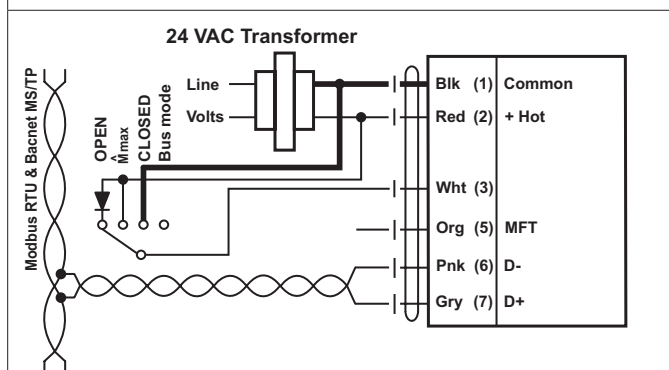 24 VAC Transformer
Modbus RTU & Bacnet MS/TP
Line
Volts
OPEN
M̂max
CLOSED
Bus mode
Blk (1) Common
Red (2) + Hot
Wht (3)
Org (5) MFT
Pnk (6) D-
Gry (7) D+